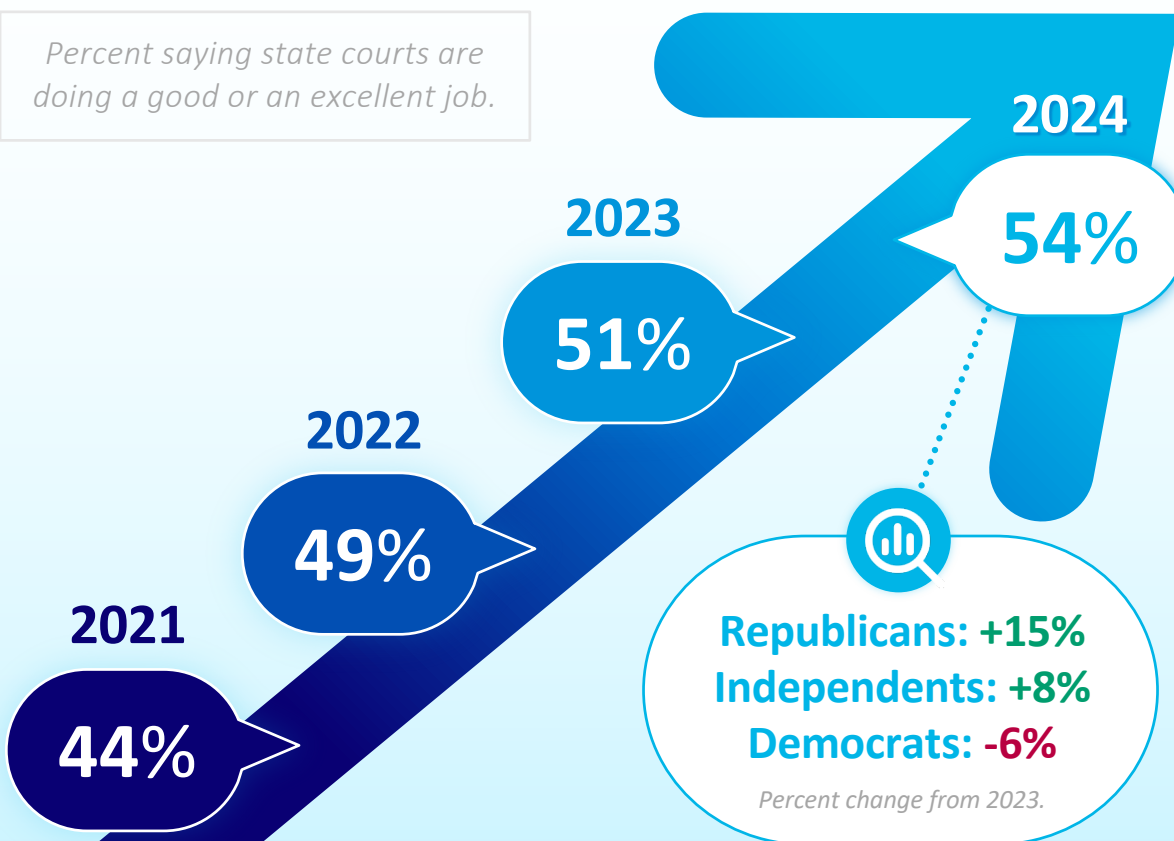 Percent saying state courts are
doing a good or an excellent job.
2024
54%
2023
51%
2022
49%
2021
44%
Republicans: +15%
Independents: +8%
Democrats: -6%
Percent change from 2023.